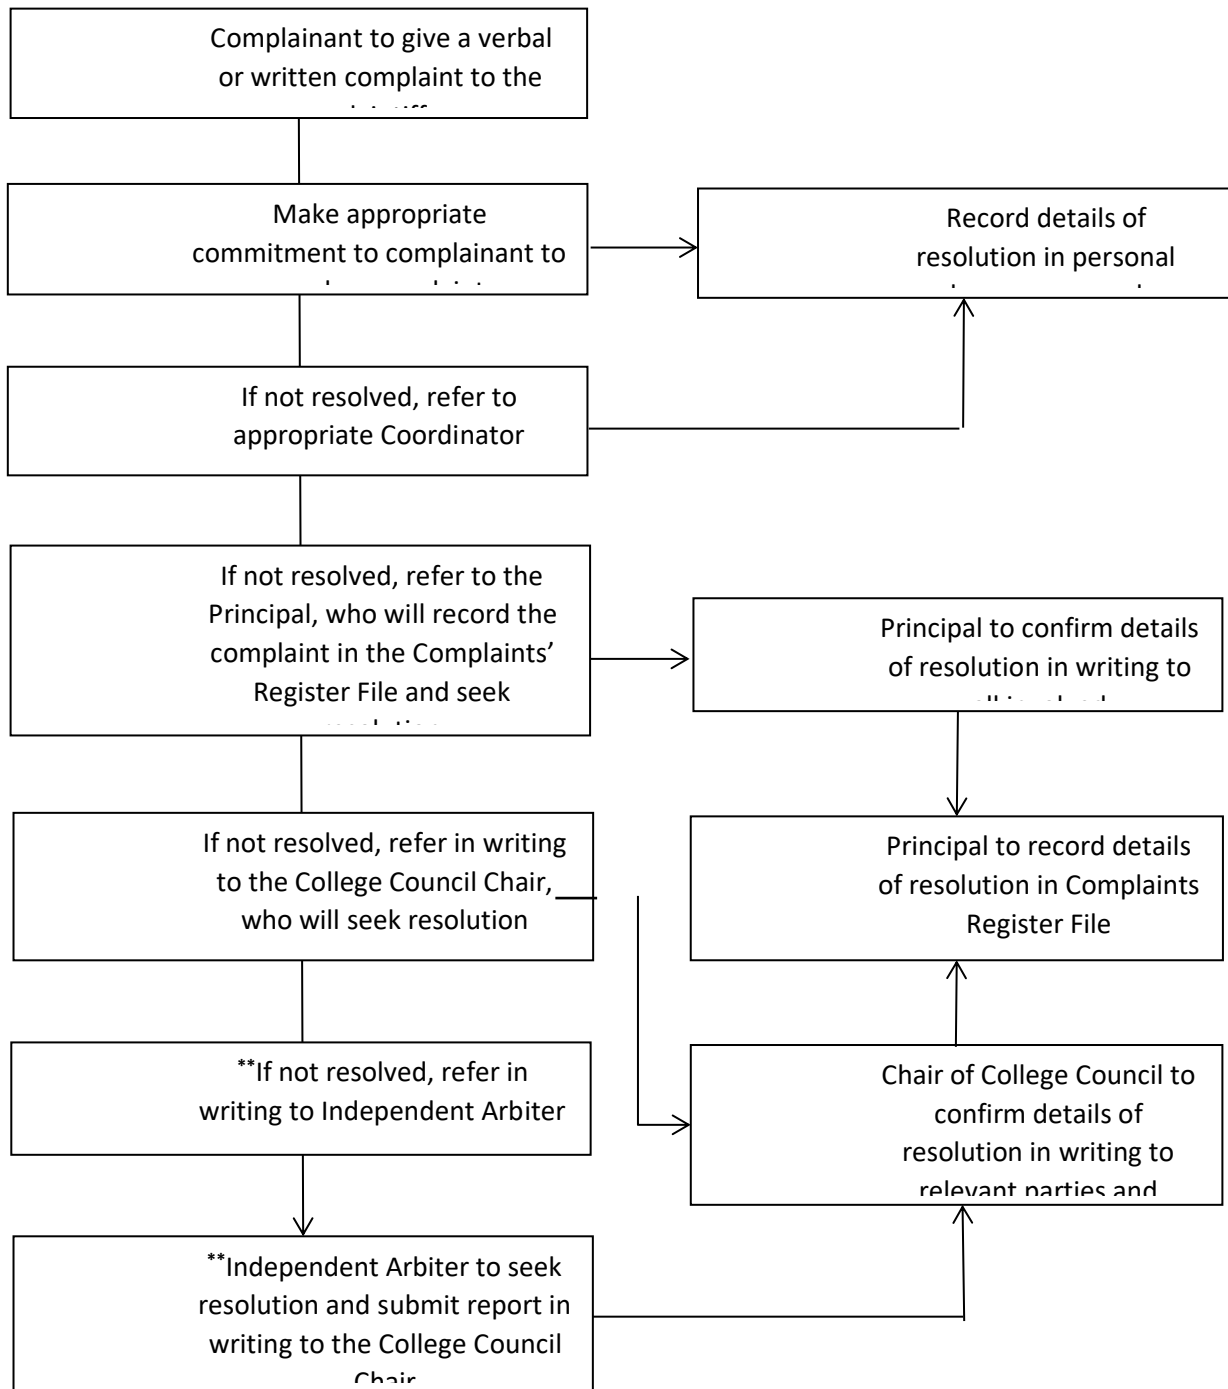 Complainant to give a verbal
or written complaint to the
Make appropriate
commitment to complainant to
Record details of
resolution in personal
If not resolved, refer to
appropriate Coordinator
If not resolved, refer to the
Principal, who will record the
complaint in the Complaints’
Register File and seek
Principal to confirm details
of resolution in writing to
If not resolved, refer in writing
to the College Council Chair,
who will seek resolution
Principal to record details
of resolution in Complaints
Register File
**If not resolved, refer in
writing to Independent Arbiter
Chair of College Council to
confirm details of
resolution in writing to
relevant parties and
**Independent Arbiter to seek
resolution and submit report in
writing to the College Council
Chair